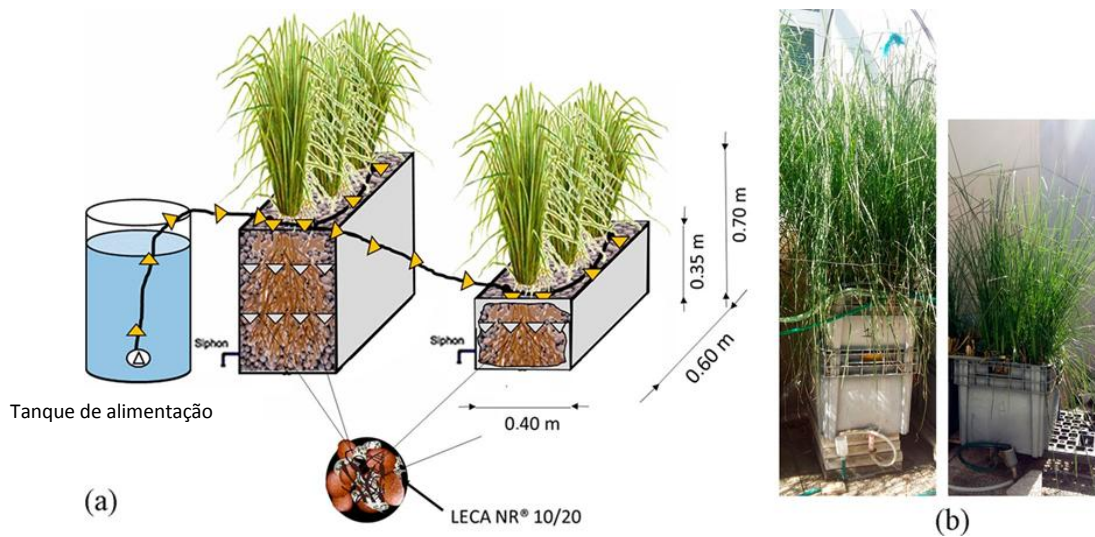 Siphon
Siphon
0.35 m
0.70 m
0.60 m
0.40 m
Tanque de alimentação
LECA NR® 10/20
(a)
(b)